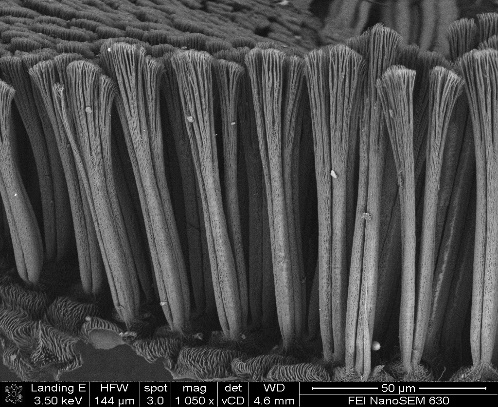 Landing E HFW spot mag det WD 50 µm
3.50 keV 144 µm 3.0 1 050 x vCD 4.6 mm FEI NanoSEM 630